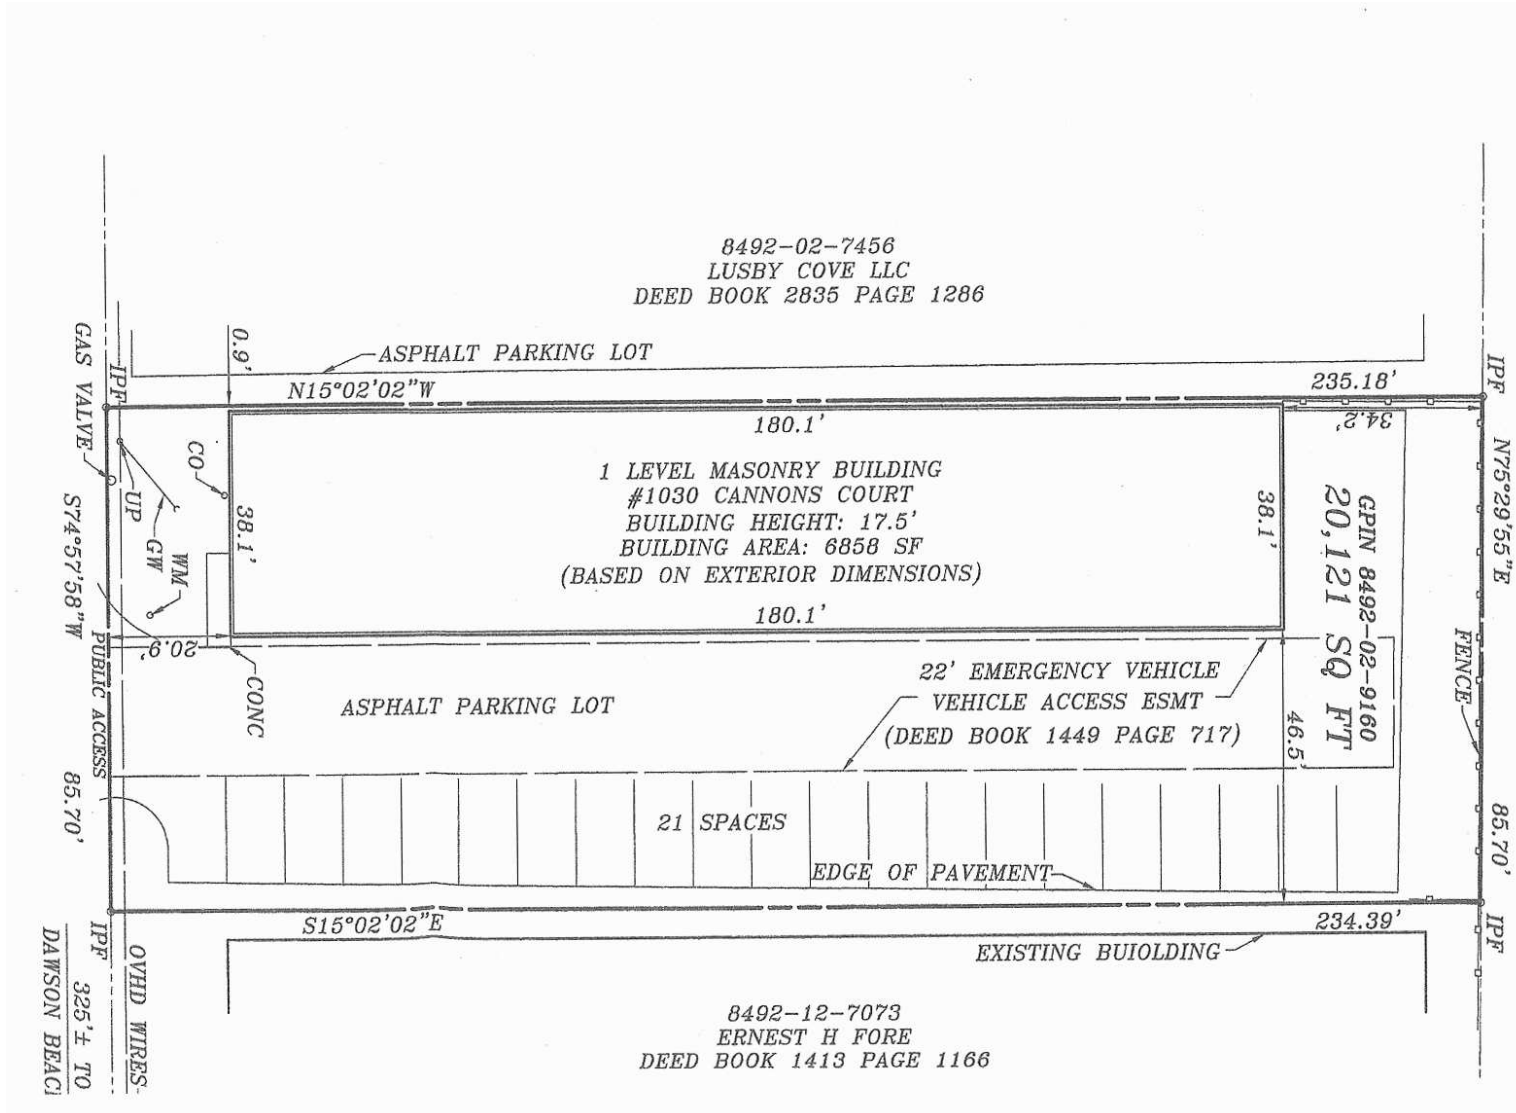 8492-02-7456
LUSBY COVE LLC
DEED BOOK 2835 PAGE 1286
ASPHALT PARKING LOT
0.9'
N15°02'02"W
235.18'
IPF
IPF
GAS VALVE
34.2'
180.1'
1 LEVEL MASONRY BUILDING
#1030 CANNONS COURT
BUILDING HEIGHT: 17.5'
BUILDING AREA: 6858 SF
(BASED ON EXTERIOR DIMENSIONS)
180.1'
38.1'
38.1'
CO
UP
GW
WM
S74°57'58"W
N75°29'55"E
GPIN 8492-02-9160
20,121 SQ FT
FENCE
20.9'
CONC
PUBLIC ACCESS
85.70'
ASPHALT PARKING LOT
22' EMERGENCY VEHICLE
VEHICLE ACCESS ESMT
(DEED BOOK 1449 PAGE 717)
46.5'
85.70'
21 SPACES
EDGE OF PAVEMENT
S15°02'02"E
234.39'
IPF
IPF
EXISTING BUIOLDING
OVHD WIRES
325'± TO
DAWSON BEAC
8492-12-7073
ERNEST H FORE
DEED BOOK 1413 PAGE 1166